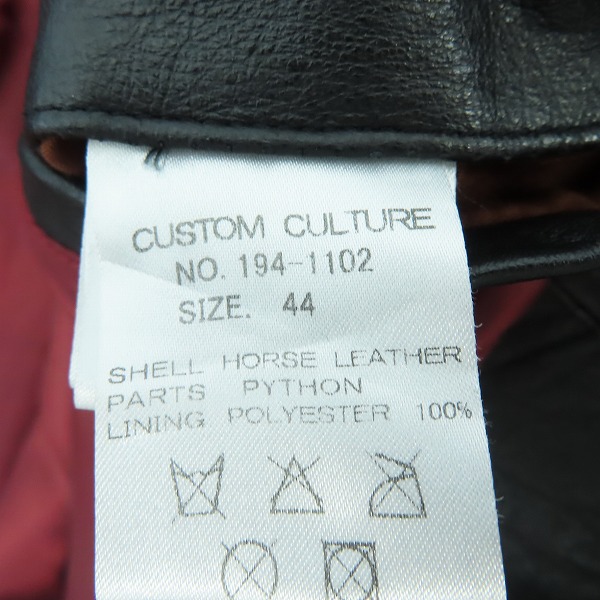 CUSTOM CULTURE
NO. 194-1102
SIZE. 44
SHELL HORSE LEATHER
PARTS PYTHON
LINING POLYESTER 100%